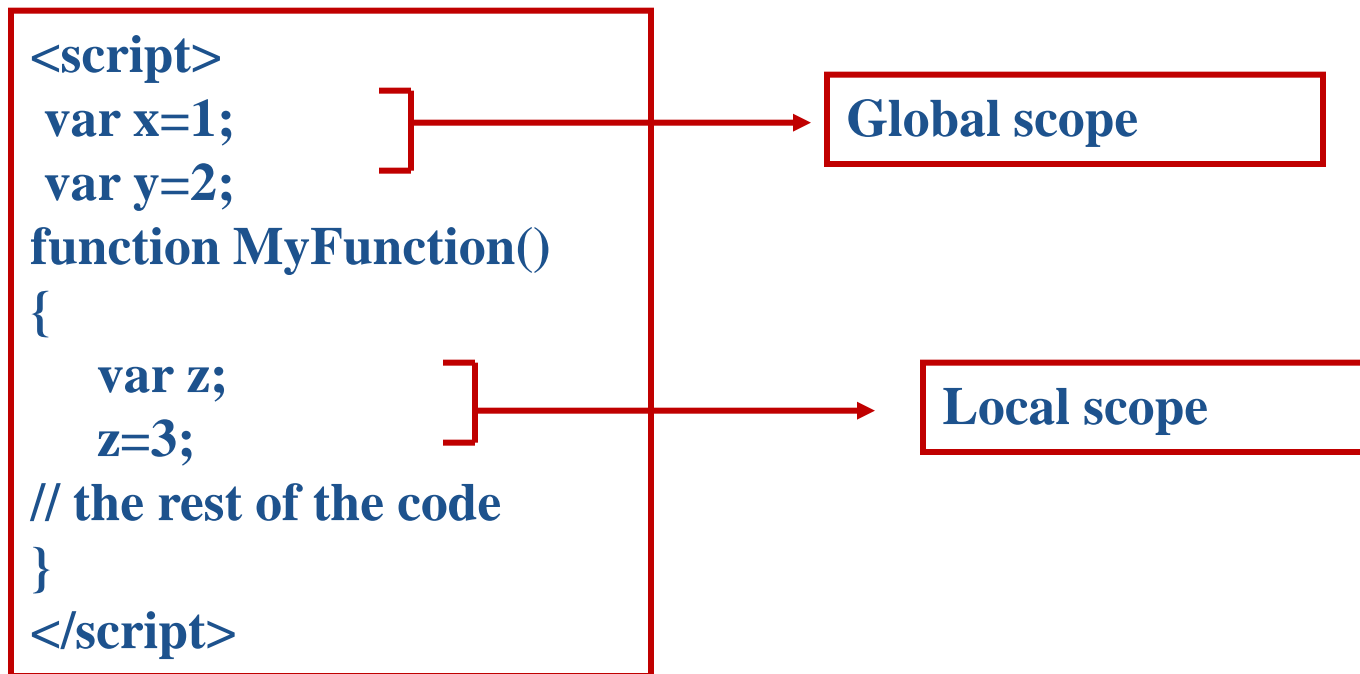 <script>
var x=1;
var y=2;
function MyFunction()
{
var z;
z=3;
// the rest of the code
}
</script>
Global scope
Local scope